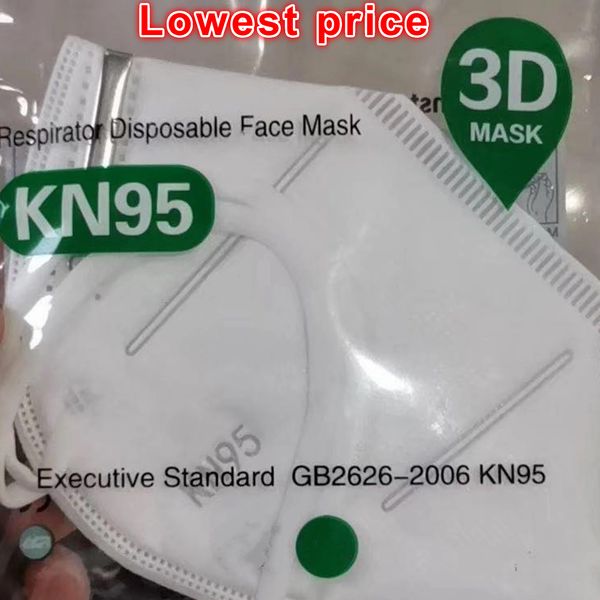 Lowest price
3D
MASK
Respirator Disposable Face Mask
KN95
KN95
Executive Standard GB2626-2006 KN95